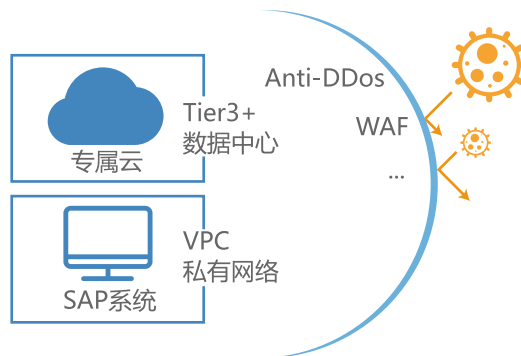 Anti-DDos
WAF
...
Tier3+
数据中心
专属云
VPC
私有网络
SAP系统